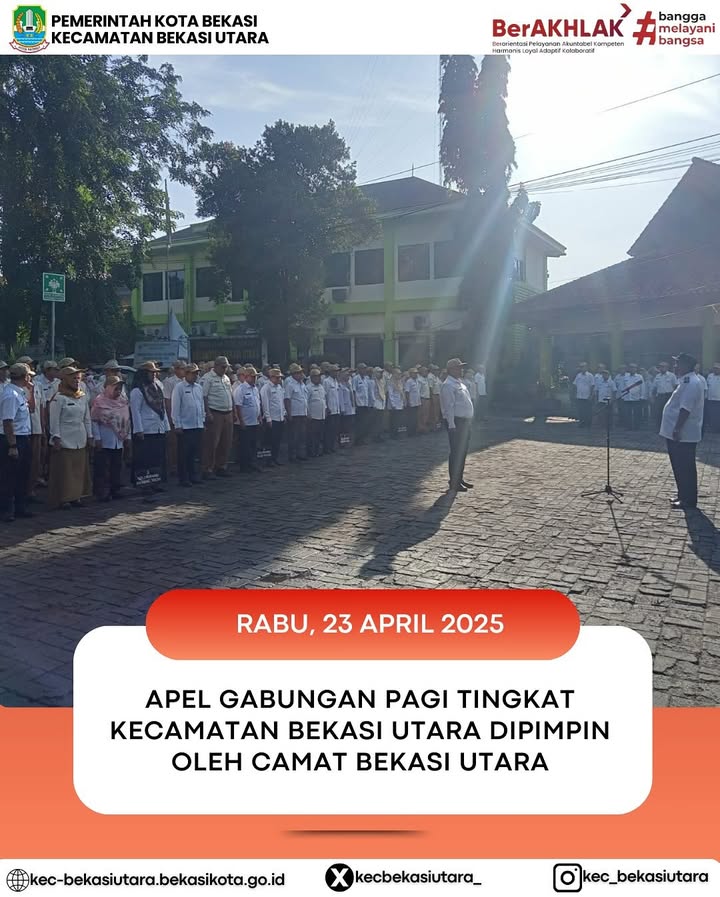 PEMERINTAH KOTA BEKASI
KECAMATAN BEKASI UTARA
BerAKHLAK
Berorientasi Pelayanan Akuntabel Kompeten
Harmonis Loyal Adaptif Kolaboratif
#bangga
melayani
bangsa
RABU, 23 APRIL 2025
APEL GABUNGAN PAGI TINGKAT
KECAMATAN BEKASI UTARA DIPIMPIN
OLEH CAMAT BEKASI UTARA
kec-bekasiutara.bekasikota.go.id
kecbekasiutara_
kec_bekasiutara